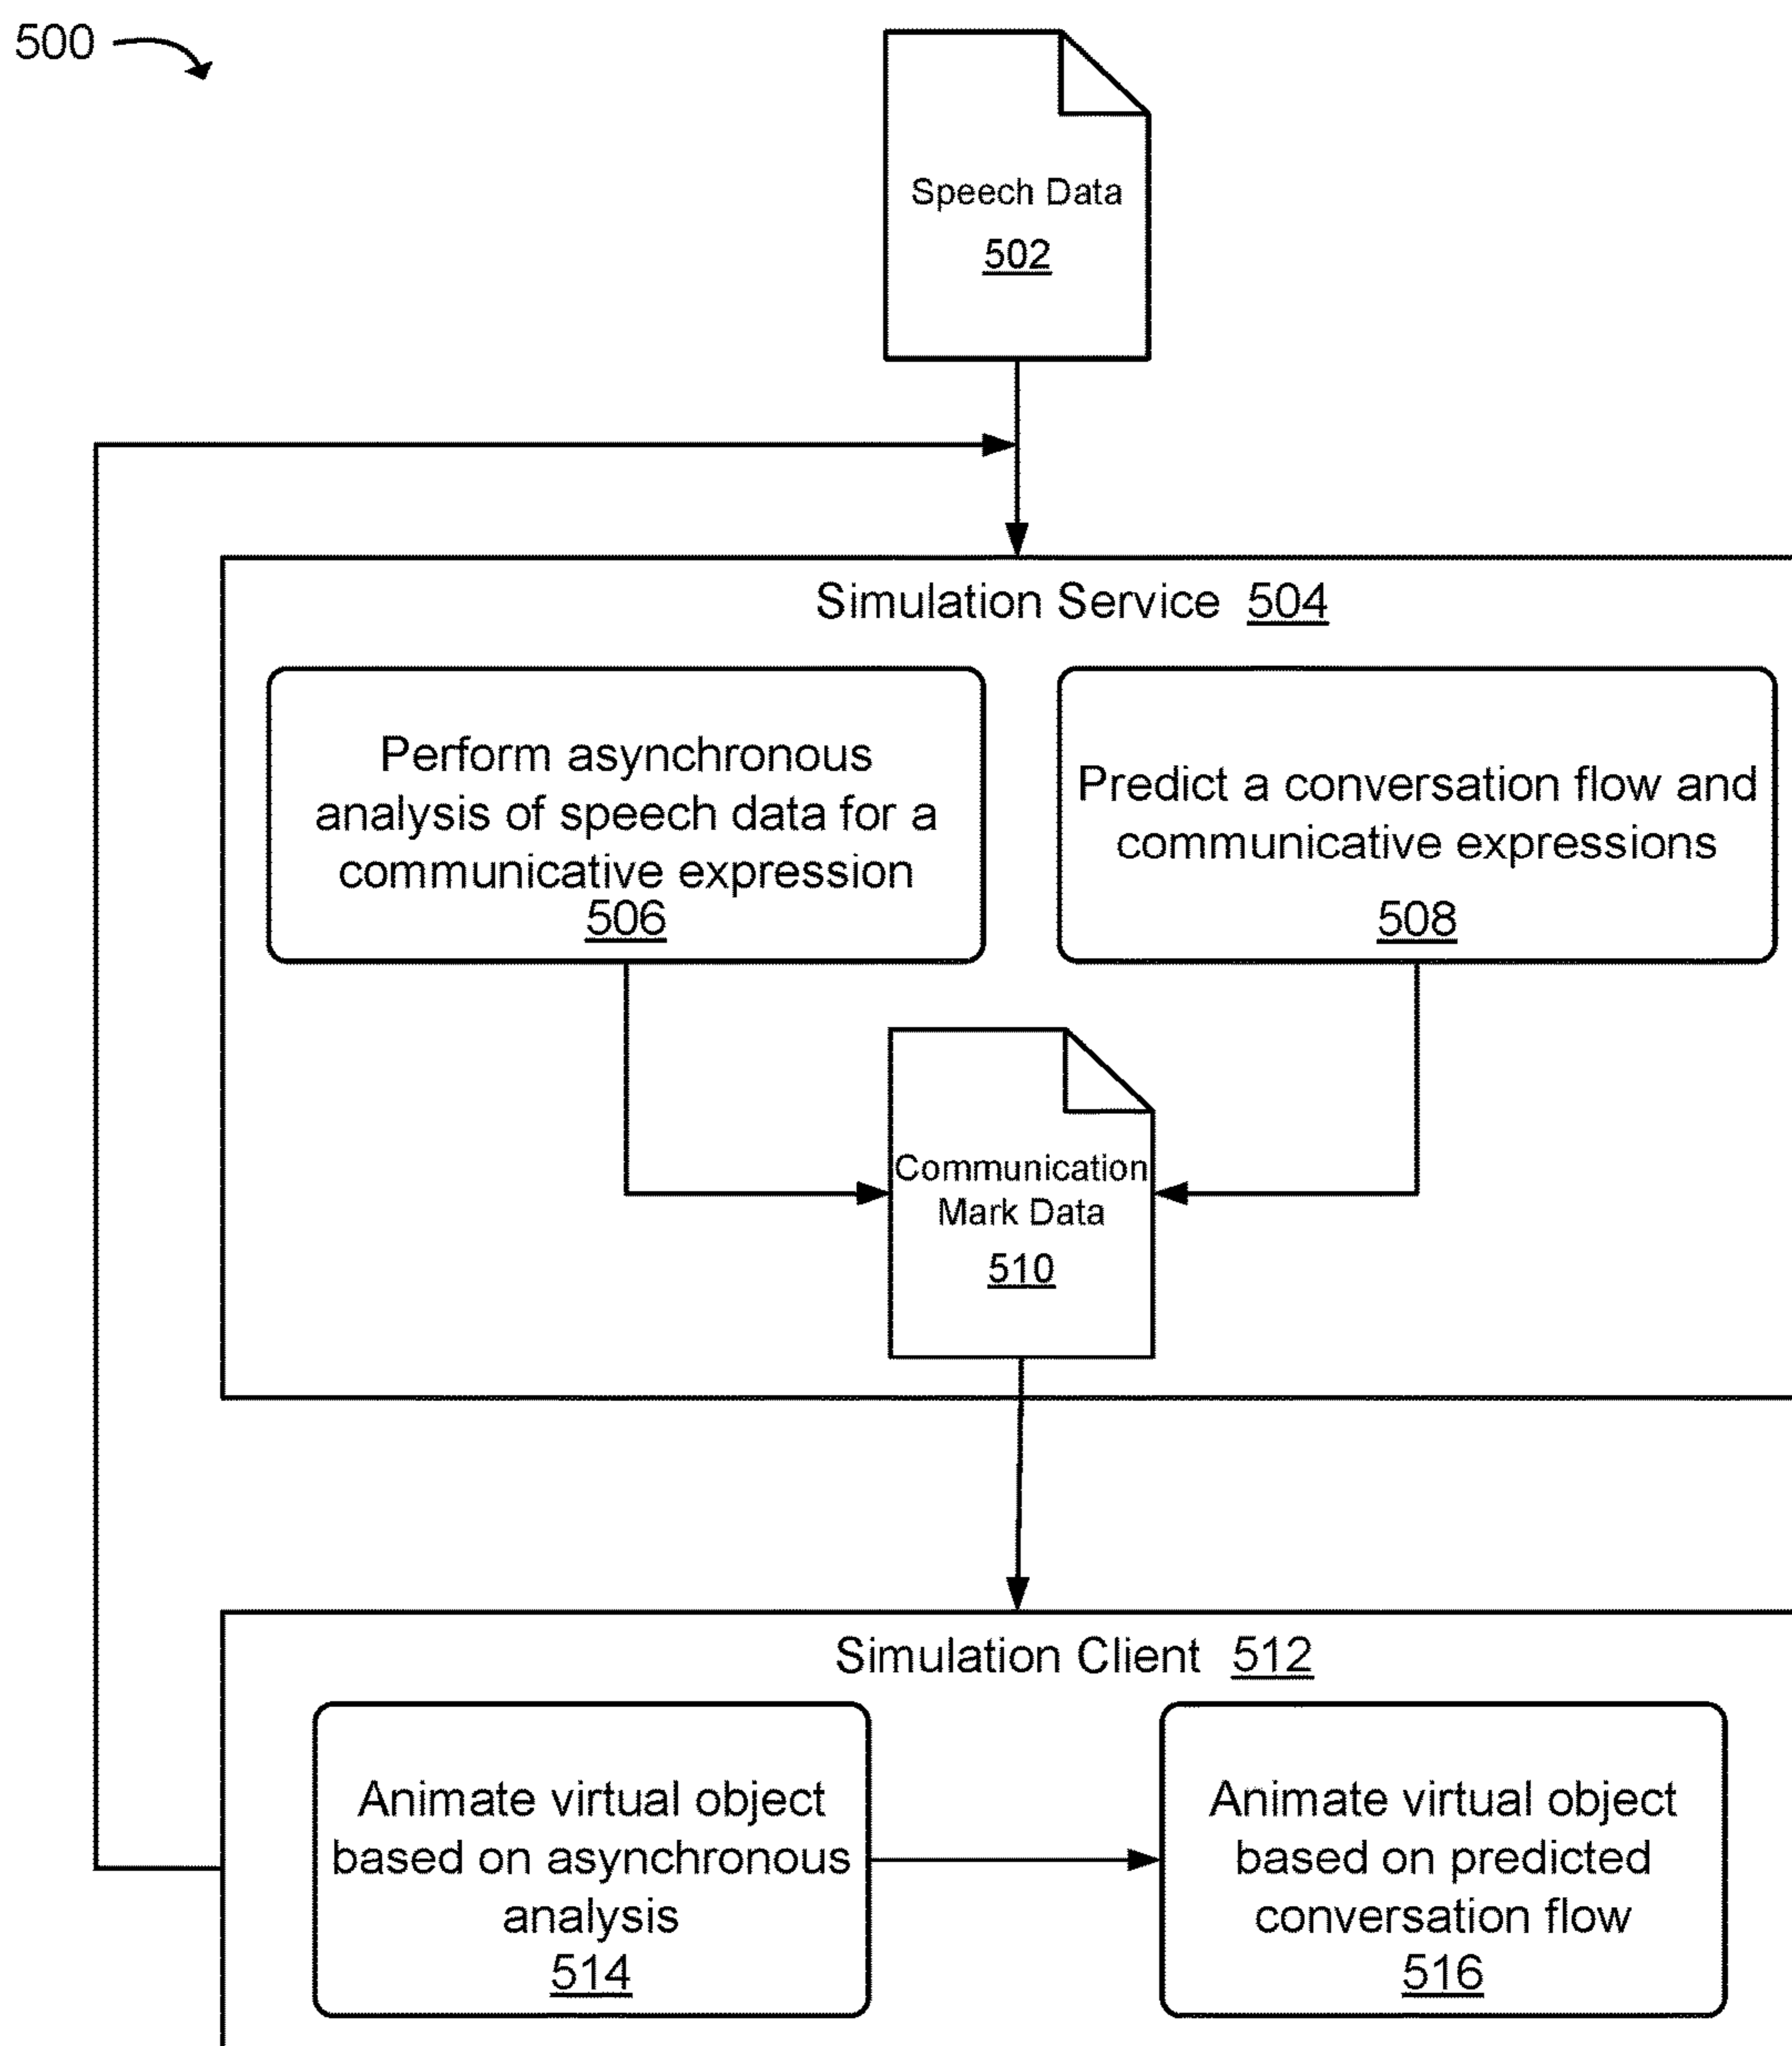 500
Speech Data
502
Simulation Service 504
Perform asynchronous
analysis of speech data for a
communicative expression
506
Predict a conversation flow and
communicative expressions
508
Communication
Mark Data
510
Simulation Client 512
Animate virtual object
based on asynchronous
analysis
514
Animate virtual object
based on predicted
conversation flow
516